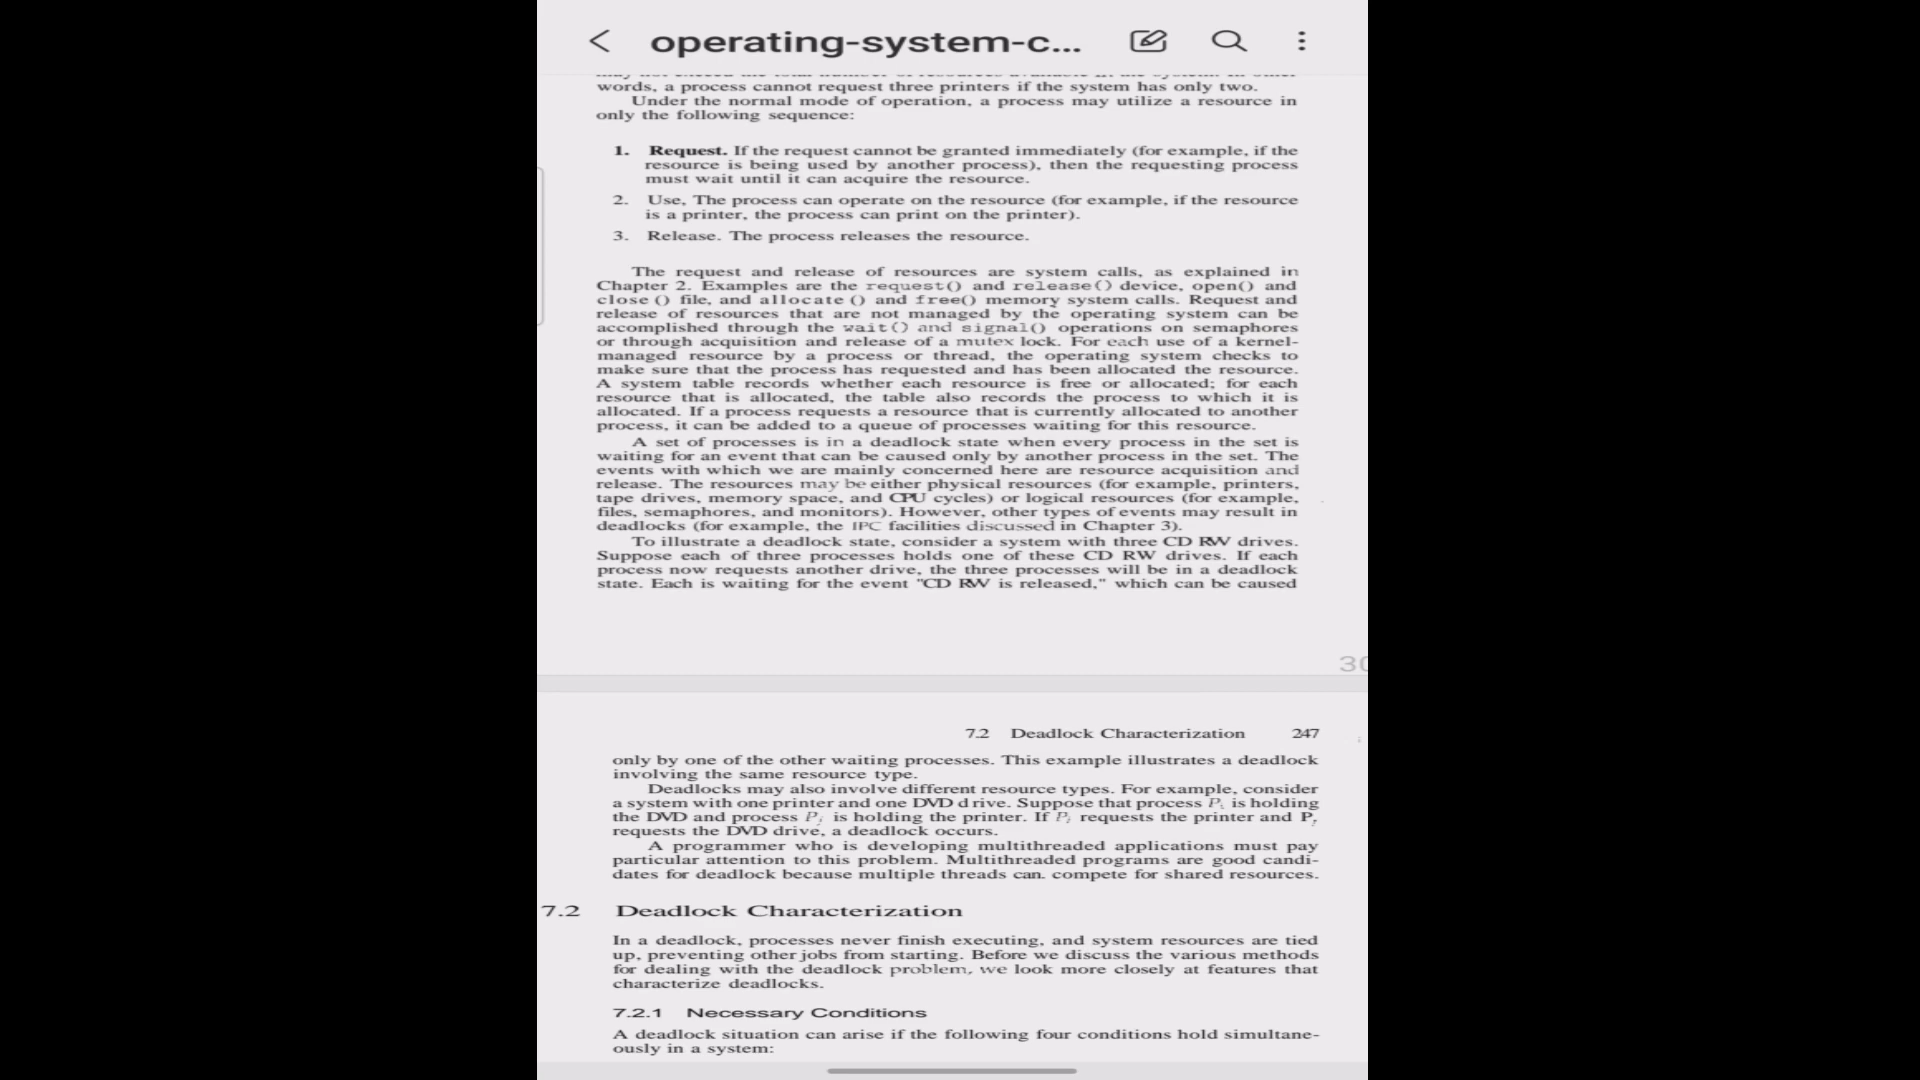 operating-system-c...
words, a process cannot request three printers if the system has only two.
Under the normal mode of operation, a process may utilize a resource in
only the following sequence:
1. Request. If the request cannot be granted immediately (for example, if the
resource is being used by another process), then the requesting process
must wait until it can acquire the resource.
2. Use, The process can operate on the resource (for example, if the resource
is a printer, the process can print on the printer).
3. Release. The process releases the resource.
The request and release of resources are system calls, as explained in
Chapter 2. Examples are the request() and release() device, open() and
close () file, and allocate () and free() memory system calls. Request and
release of resources that are not managed by the operating system can be
accomplished through the wait() and signal() operations on semaphores
or through acquisition and release of a mutex lock. For each use of a kernel-
managed resource by a process or thread, the operating system checks to
make sure that the process has requested and has been allocated the resource.
A system table records whether each resource is free or allocated; for each
resource that is allocated, the table also records the process to which it is
allocated. If a process requests a resource that is currently allocated to another
process, it can be added to a queue of processes waiting for this resource.
A set of processes is in a deadlock state when every process in the set is
waiting for an event that can be caused only by another process in the set. The
events with which we are mainly concerned here are resource acquisition and
release. The resources may be either physical resources (for example, printers,
tape drives, memory space, and CPU cycles) or logical resources (for example,
files, semaphores, and monitors). However, other types of events may result in
deadlocks (for example, the IPC facilities discussed in Chapter 3).
To illustrate a deadlock state, consider a system with three CD RW drives.
Suppose each of three processes holds one of these CD RW drives. If each
process now requests another drive, the three processes will be in a deadlock
state. Each is waiting for the event "CD RW is released," which can be caused
7.2 Deadlock Characterization 247
only by one of the other waiting processes. This example illustrates a deadlock
involving the same resource type.
Deadlocks may also involve different resource types. For example, consider
a system with one printer and one DVD d rive. Suppose that process Pi is holding
the DVD and process Pj is holding the printer. If Pi requests the printer and Pj
requests the DVD drive, a deadlock occurs.
A programmer who is developing multithreaded applications must pay
particular attention to this problem. Multithreaded programs are good candi-
dates for deadlock because multiple threads can. compete for shared resources.
7.2 Deadlock Characterization
In a deadlock, processes never finish executing, and system resources are tied
up, preventing other jobs from starting. Before we discuss the various methods
for dealing with the deadlock problem, we look more closely at features that
characterize deadlocks.
7.2.1 Necessary Conditions
A deadlock situation can arise if the following four conditions hold simultane-
ously in a system: